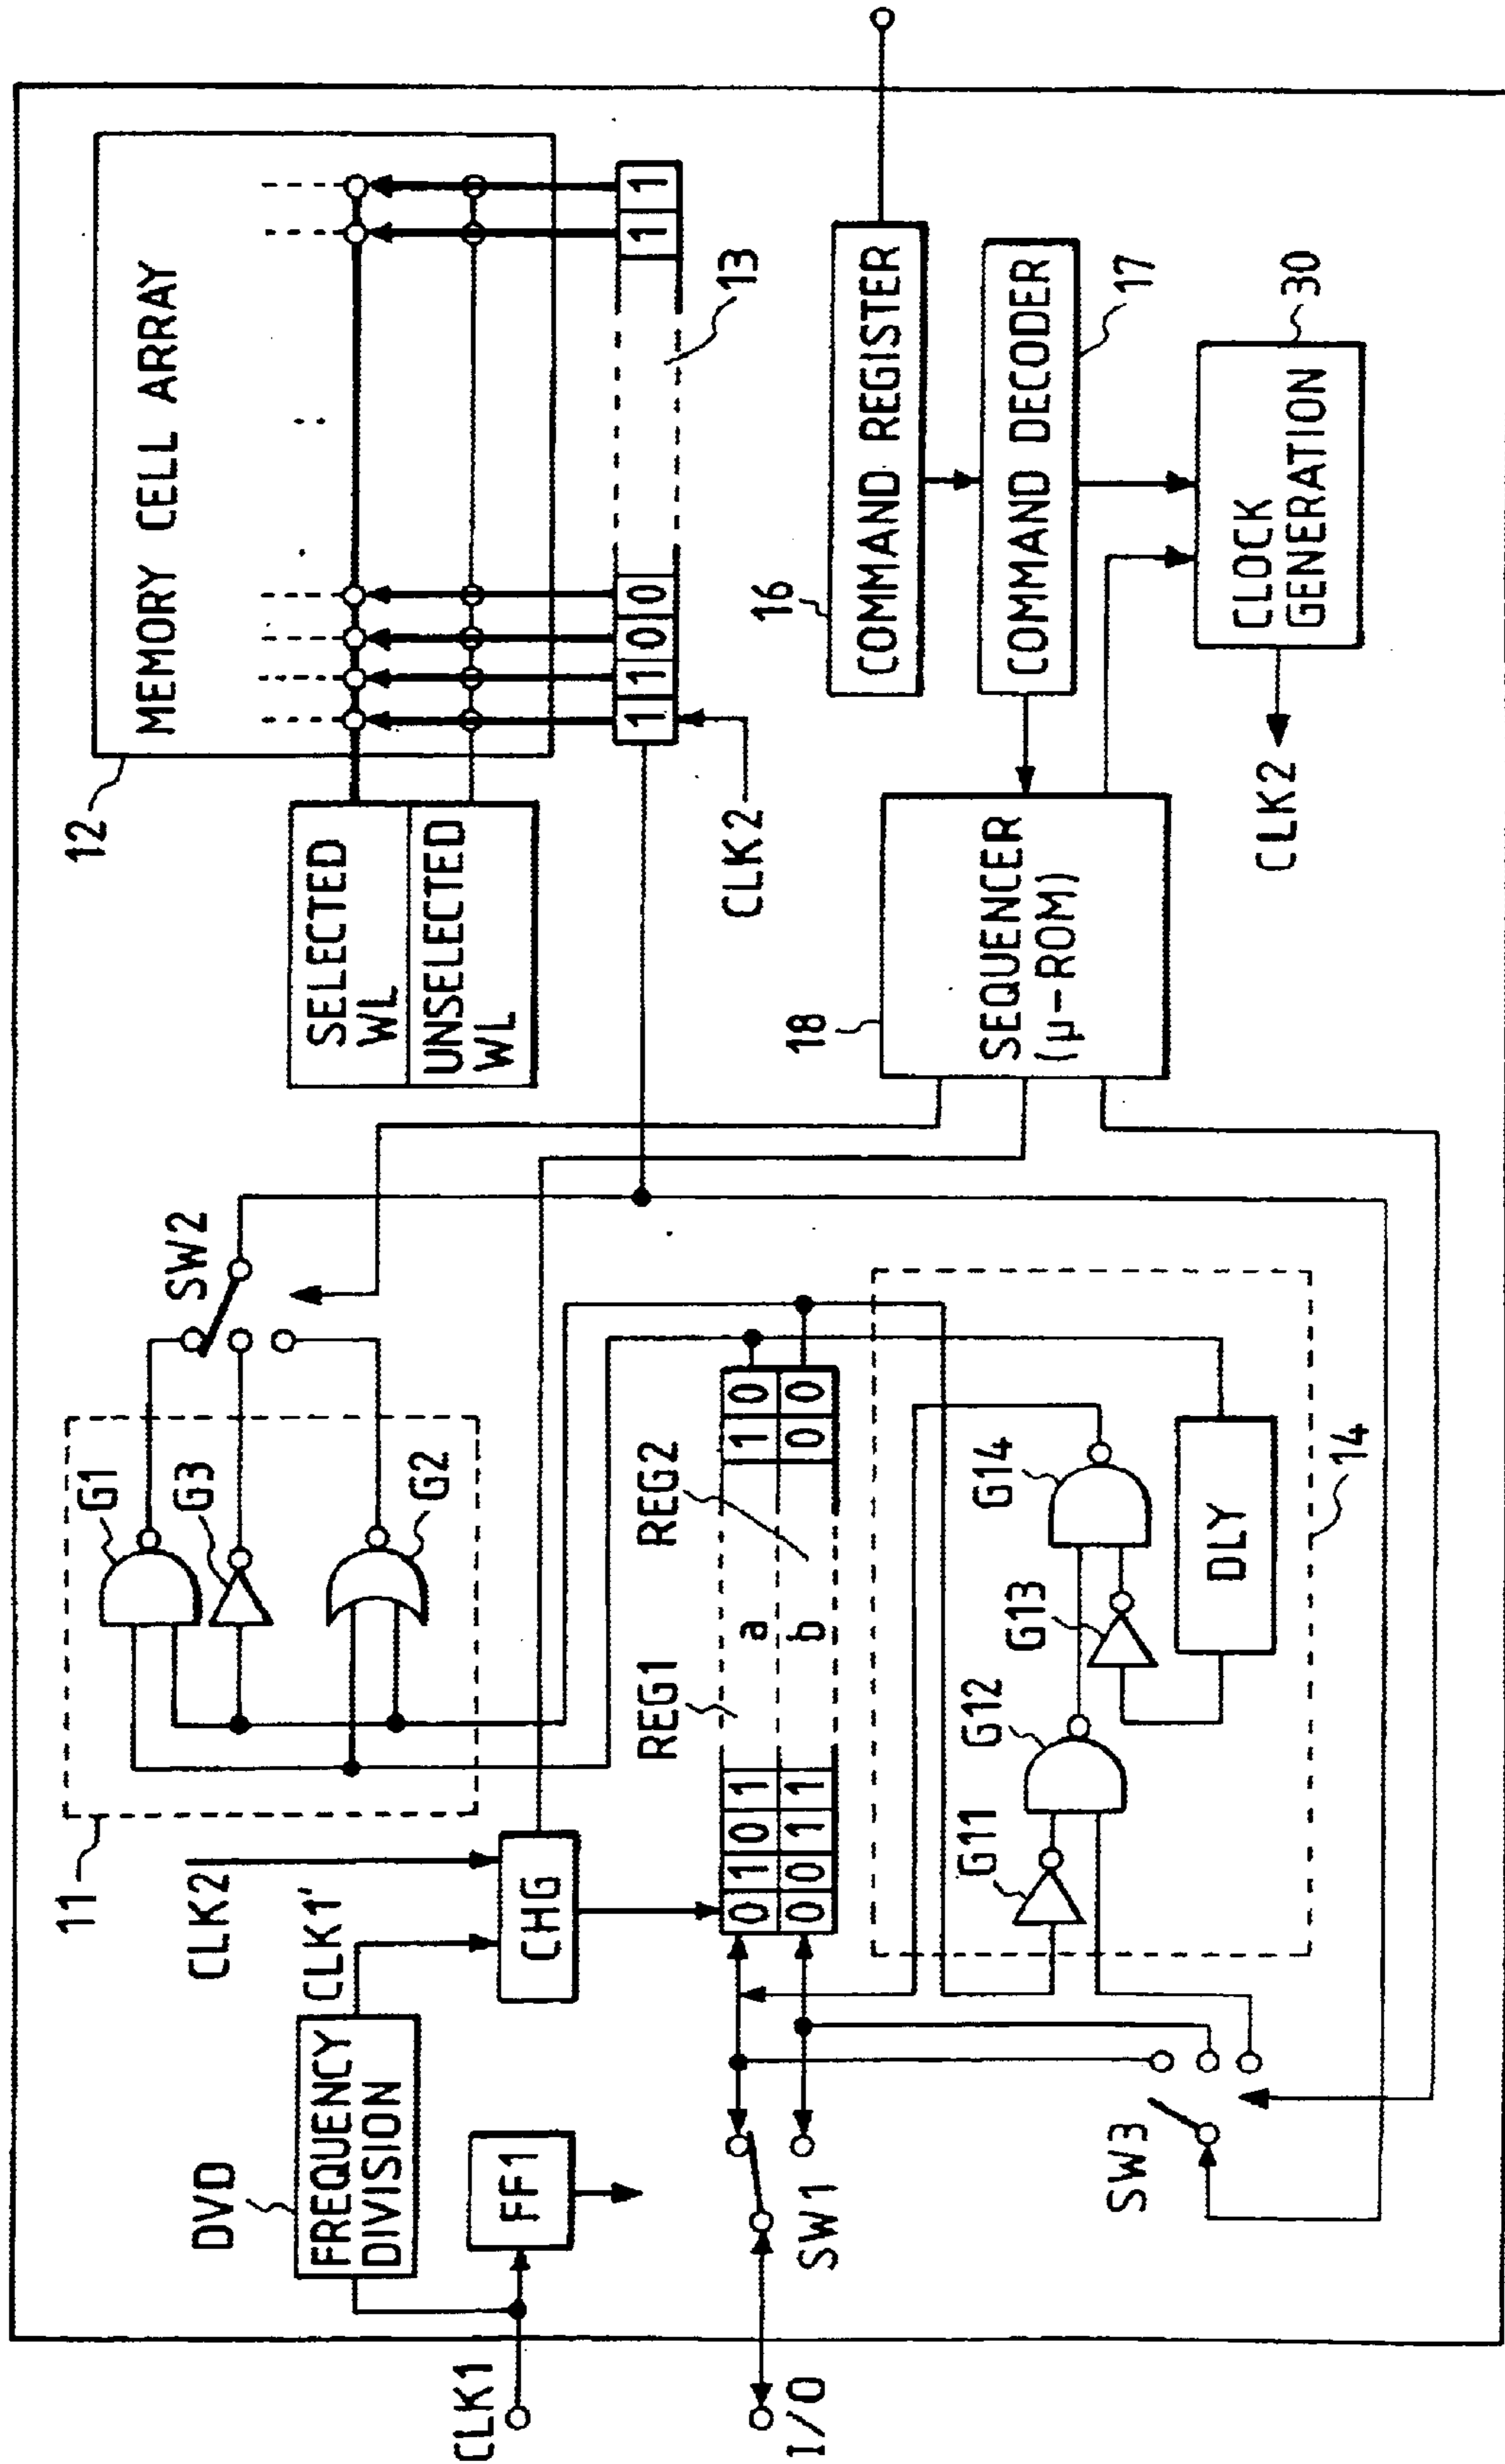 CLK1
I/O
DVD
FREQUENCY
DIVISION
FF1
CLK1'
CLK2
CHG
11
G1
G3
G2
SW2
SW1
SW3
REG1
REG2
a
b
0 1 0 1
0 0 1 1
1 0
0 0
G11
G12
G13
G14
DLY
14
12
MEMORY CELL ARRAY
SELECTED
WL
UNSELECTED
WL
1 1 0 0
1 1
13
CLK2
16
COMMAND REGISTER
COMMAND DECODER
17
18
SEQUENCER
(μ-ROM)
CLOCK
GENERATION
30
CLK2